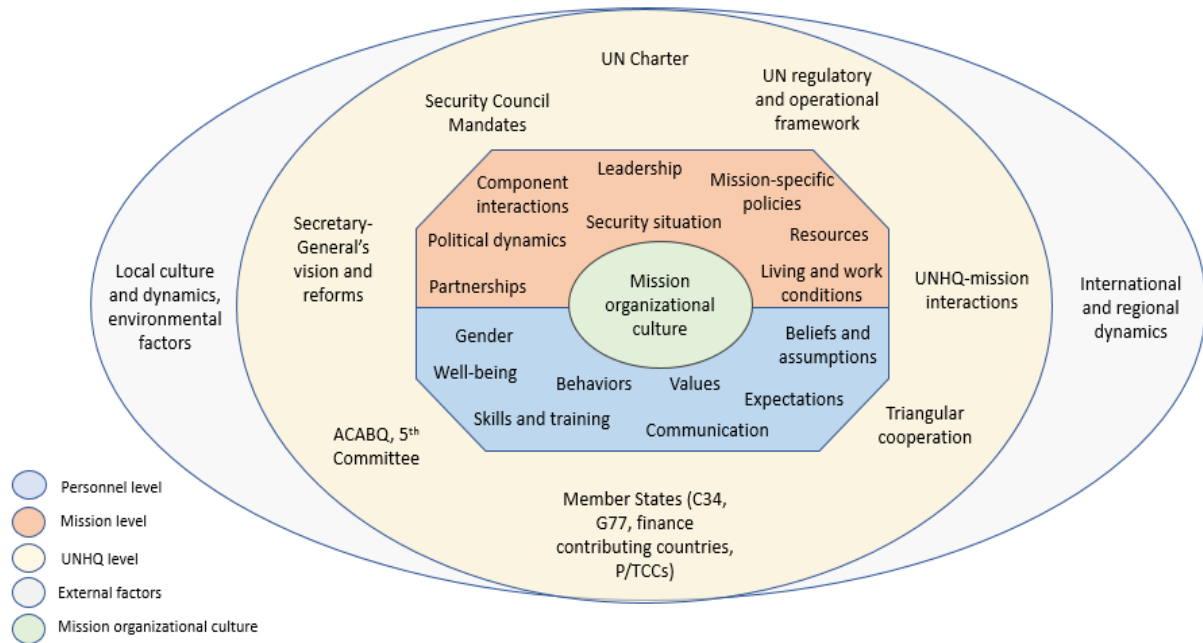 UN Charter
UN regulatory
and operational
framework
Security Council
Mandates
Leadership
Component
interactions
Mission-specific
policies
Security situation
Political dynamics
Resources
Partnerships
Living and work
conditions
Secretary-
General's
vision and
reforms
Local culture
and dynamics,
environmental
factors
Mission
organizational
culture
UNHQ-mission
interactions
International
and regional
dynamics
Gender
Beliefs and
assumptions
Well-being
Behaviors
Values
Expectations
Skills and training
Communication
ACABQ, 5th
Committee
Triangular
cooperation
Member States (C34,
G77, finance
contributing countries,
P/TCCs)
Personnel level
Mission level
UNHQ level
External factors
Mission organizational culture